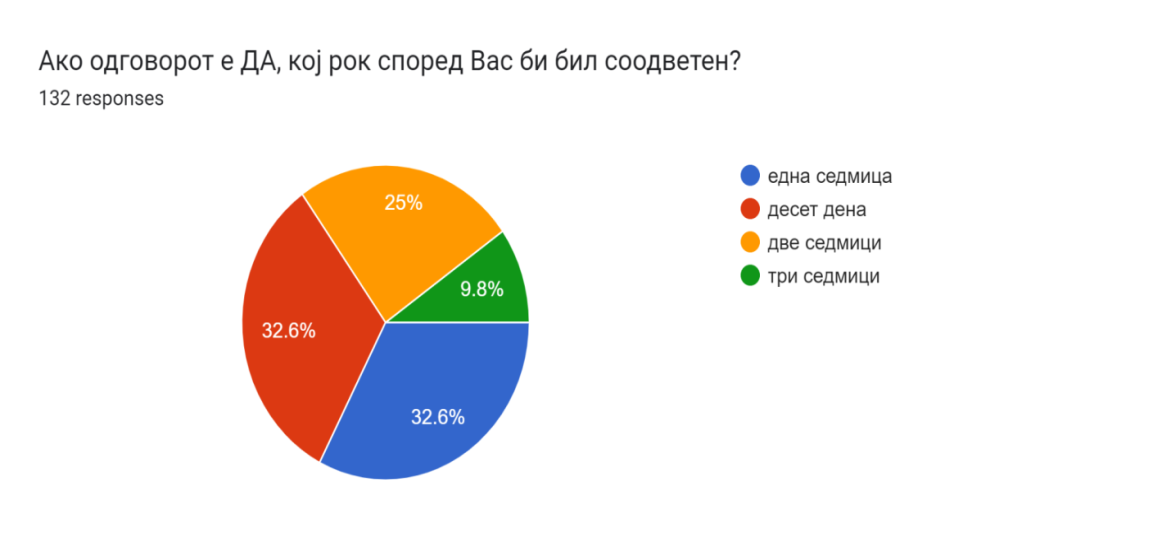 Ако одговорот е ДА, кој рок според Вас би бил соодветен?
132 responses
25%
9.8%
32.6%
32.6%
една седмица
десет дена
две седмици
три седмици